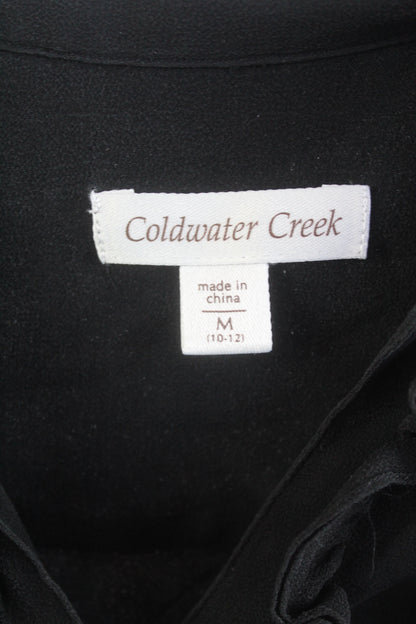 Coldwater Creek
made in
china
M
(10-12)